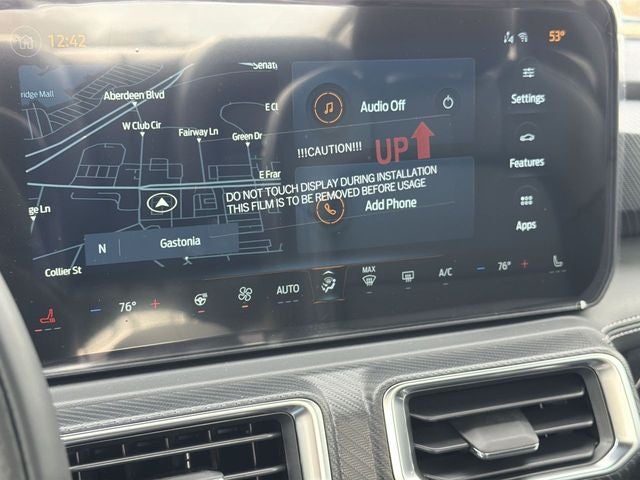 12:42
53°
Senat
ridge Mall
Aberdeen Blvd
W Club Cir
Fairway Ln
Green Dr
E Cl
E Frar
ge Ln
Collier St
N
Gastonia
Audio Off
!!!CAUTION!!!
UP
DO NOT TOUCH DISPLAY DURING INSTALLATION
THIS FILM IS TO BE REMOVED BEFORE USAGE
Add Phone
Settings
Features
Apps
- 76° +
AUTO
MAX
A/C
- 76° +